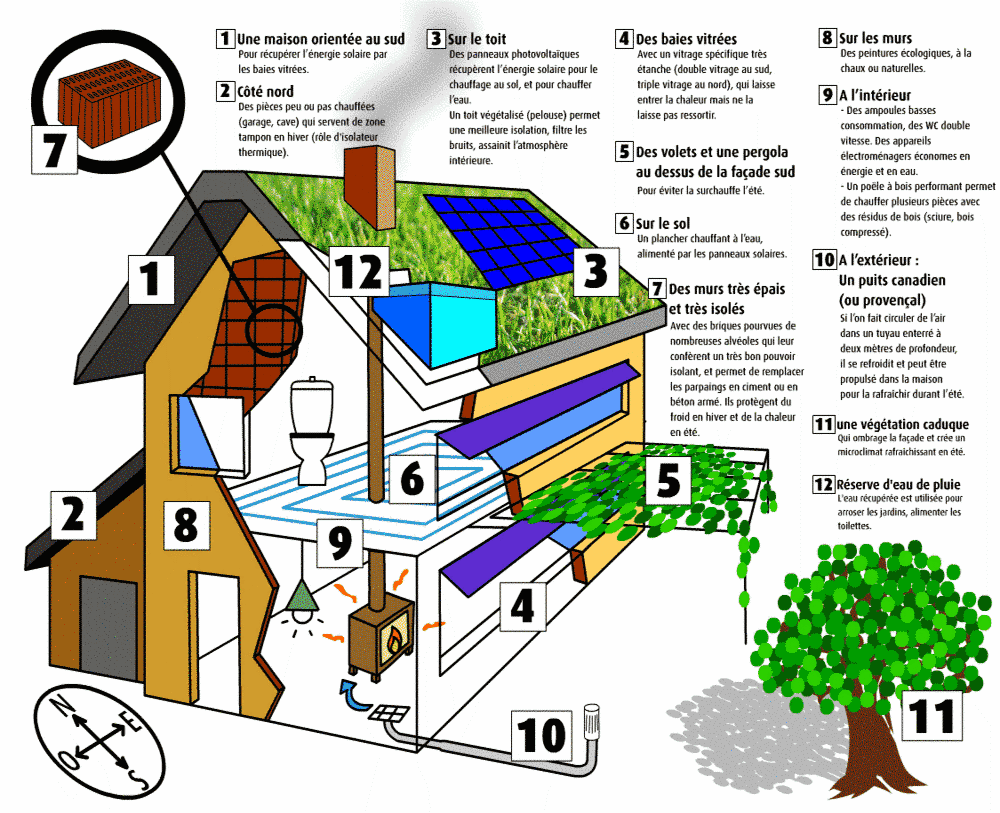 1 Une maison orientée au sud
Pour récupérer l'énergie solaire par
les baies vitrées.
2 Côté nord
Des pièces peu ou pas chauffées
(garage, cave) qui servent de zone
tampon en hiver (rôle d'isolateur
thermique).
3 Sur le toit
Des panneaux photovoltaïques
récupèrent l'énergie solaire pour le
chauffage au sol, et pour chauffer
l'eau.
Un toit végétalisé (pelouse) permet
une meilleure isolation, filtre les
bruits, assainit l'atmosphère
intérieure.
4 Des baies vitrées
Avec un vitrage spécifique très
étanche (double vitrage au sud,
triple vitrage au nord), qui laisse
entrer la chaleur mais ne la
laisse pas ressortir.
5 Des volets et une pergola
au dessus de la façade sud
Pour éviter la surchauffe l'été.
6 Sur le sol
Un plancher chauffant à l'eau,
alimenté par les panneaux solaires.
7 Des murs très épais
et très isolés
Avec des briques pourvues de
nombreuses alvéoles qui leur
confèrent un très bon pouvoir
isolant, et permet de remplacer
les parpaings en ciment ou en
béton armé. Ils protègent du
froid en hiver et de la chaleur
en été.
8 Sur les murs
Des peintures écologiques, à la
chaux ou naturelles.
9 A l'intérieur
- Des ampoules basses
consommation, des WC double
vitesse. Des appareils
électroménagers économes en
énergie et en eau.
- Un poêle à bois performant permet
de chauffer plusieurs pièces avec
des résidus de bois (sciure, bois
compressé).
10 A l'extérieur :
Un puits canadien
(ou provençal)
Si l'on fait circuler de l'air
dans un tuyau enterré à
deux mètres de profondeur,
il se refroidit et peut être
propulsé dans la maison
pour la rafraichir durant l'été.
11 une végétation caduque
Qui ombrage la façade et crée un
microclimat rafraichissant en été.
12 Réserve d'eau de pluie
L'eau récupérée est utilisée pour
arroser les jardins, alimenter les
toilettes.
7
1
12
3
2
8
6
5
9
4
10
11
N
E
O
S